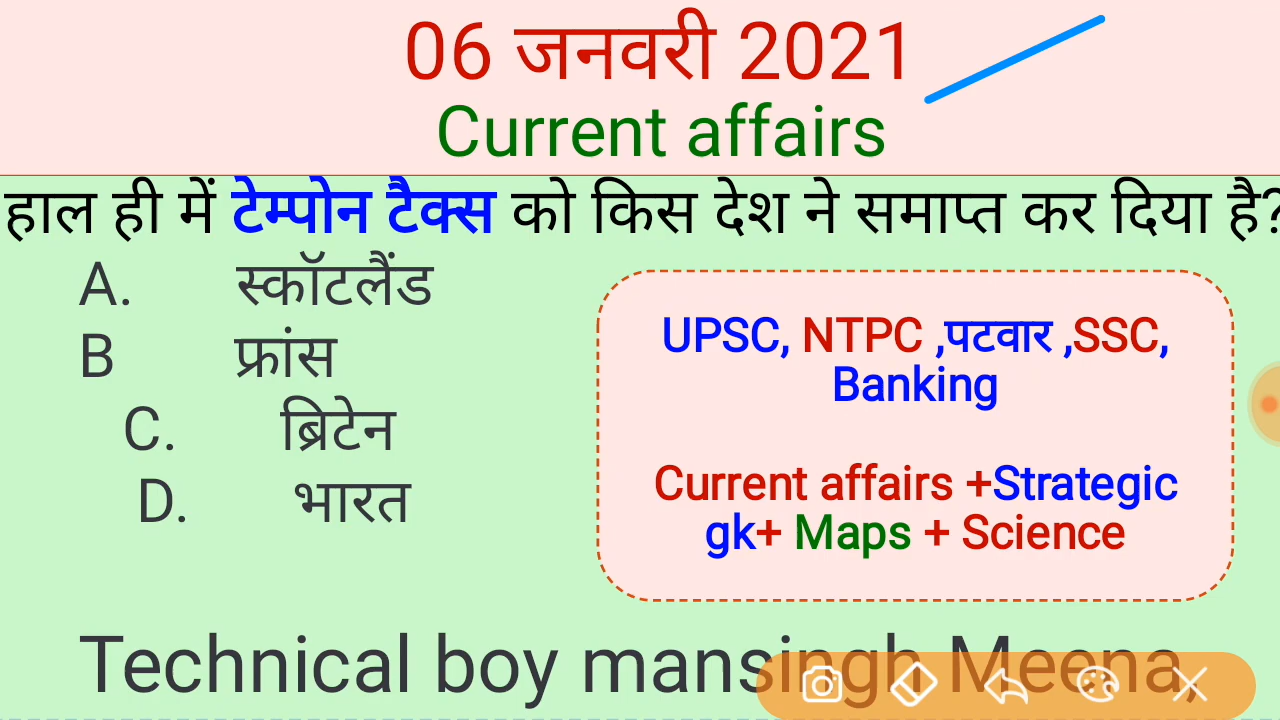 06 जनवरी 2021
Current affairs
हाल ही में टेम्पोन टैक्स को किस देश ने समाप्त कर दिया है?
A. स्कॉटलैंड
B फ्रांस
C. ब्रिटेन
D. भारत
UPSC, NTPC ,पटवार ,SSC,
Banking
Current affairs +Strategic
gk+ Maps + Science
Technical boy mansingh Meena,